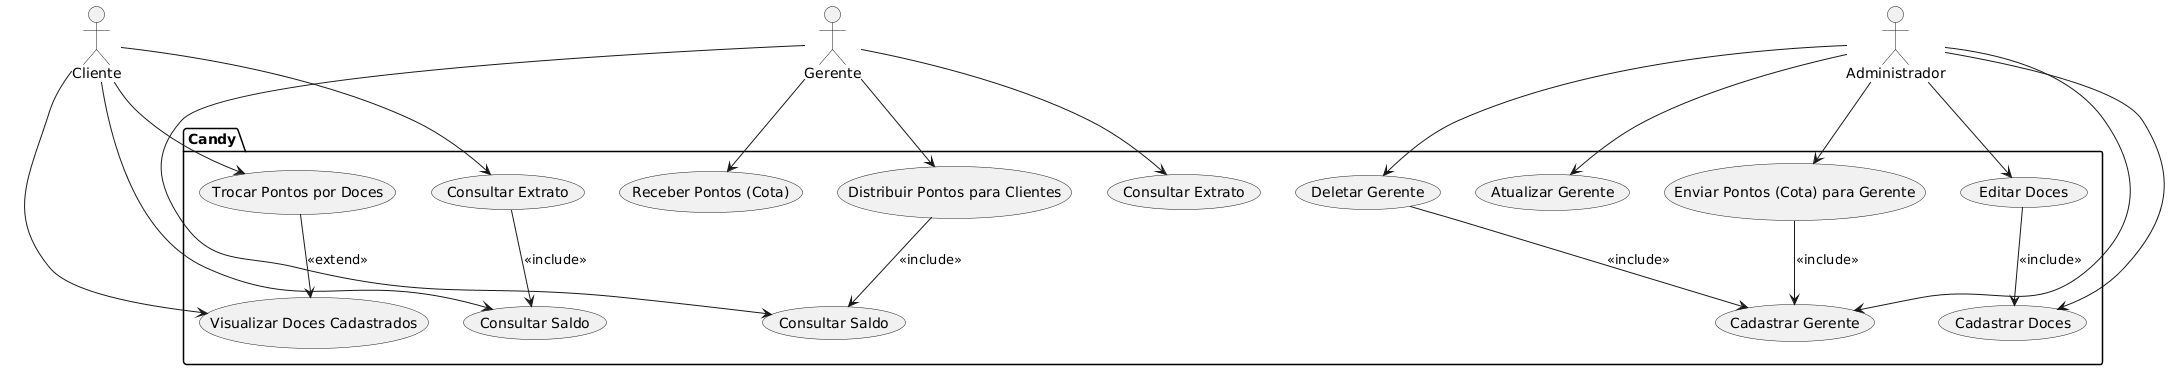 Cliente
Gerente
Administrador
Candy
Trocar Pontos por Doces
Consultar Extrato
Receber Pontos (Cota)
Distribuir Pontos para Clientes
Consultar Extrato
Deletar Gerente
Atualizar Gerente
Enviar Pontos (Cota) para Gerente
Editar Doces
«extend»
«include»
«include»
«include»
«include»
«include»
Visualizar Doces Cadastrados
Consultar Saldo
Consultar Saldo
Cadastrar Gerente
Cadastrar Doces